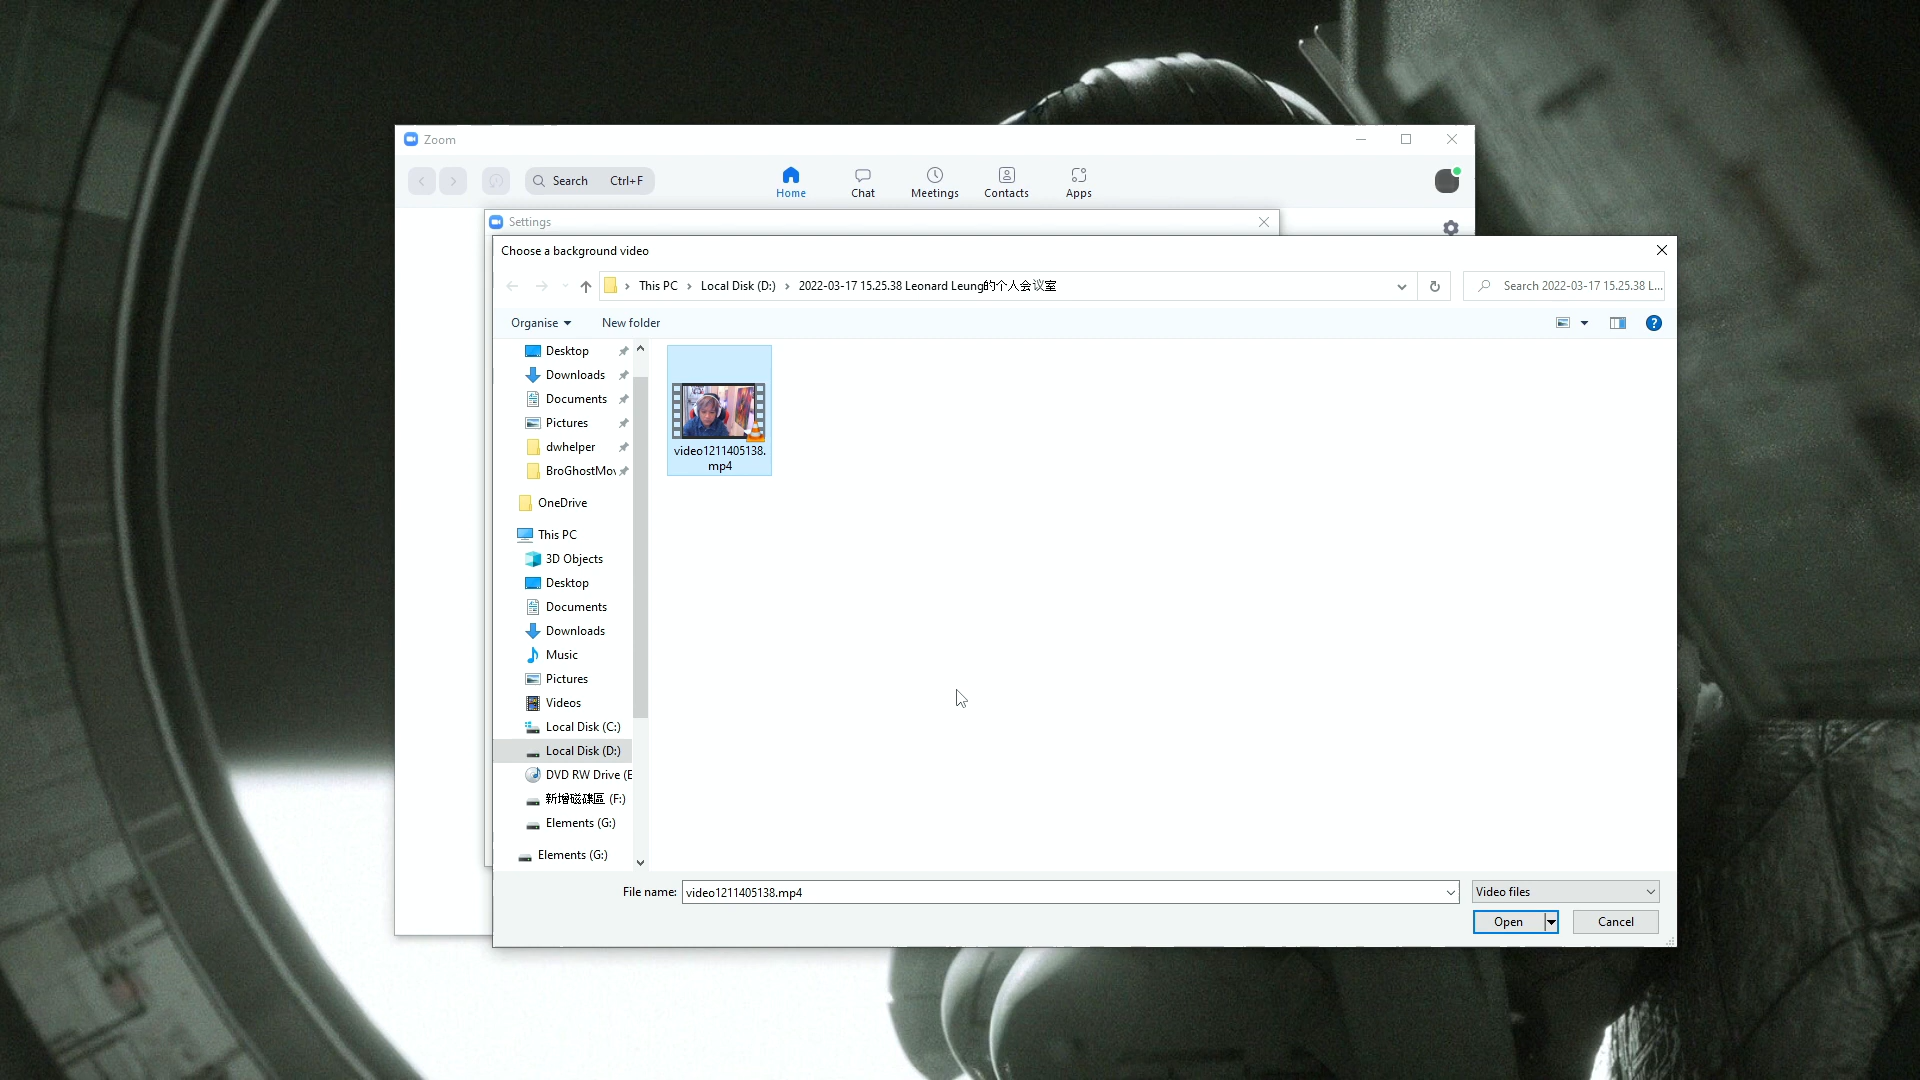 Zoom
Search Ctrl+F
Home
Chat
Meetings
Contacts
Apps
Settings
Choose a background video
This PC
Local Disk (D:)
2022-03-17 15.25.38 Leonard Leung的个人会议室
Search 2022-03-17 15.25.38 L...
Organise
New folder
Desktop
Downloads
Documents
Pictures
dwhelper
BroGhostMov
OneDrive
This PC
3D Objects
Desktop
Documents
Downloads
Music
Pictures
Videos
Local Disk (C:)
Local Disk (D:)
DVD RW Drive (E
新增磁碟區 (F:)
Elements (G:)
Elements (G:)
video1211405138.
mp4
File name: video1211405138.mp4
Video files
Open
Cancel